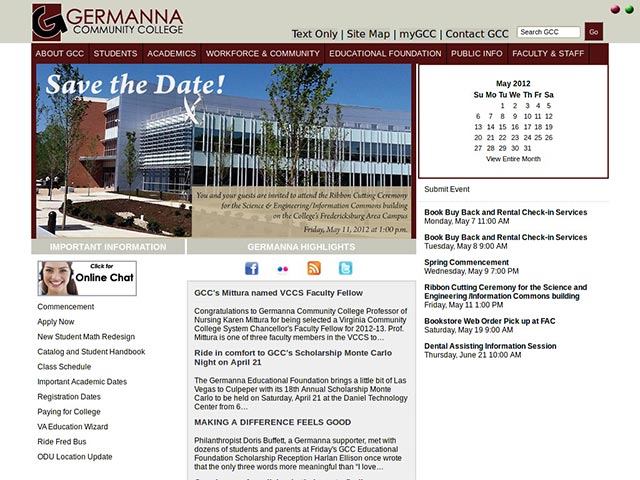 GERMANNA
COMMUNITY COLLEGE
Text Only | Site Map | myGCC | Contact GCC
Search GCC
Go
ABOUT GCC
STUDENTS
ACADEMICS
WORKFORCE & COMMUNITY
EDUCATIONAL FOUNDATION
PUBLIC INFO
FACULTY & STAFF
Save the Date!
You and your guests are invited to attend the Ribbon Cutting Ceremony
for the Science & Engineering/Information Commons building
on the College's Fredericksburg Area Campus
Friday, May 11, 2012 at 1:00 p.m.
May 2012
Su Mo Tu We Th Fr Sa
1 2 3 4 5
6 7 8 9 10 11 12
13 14 15 16 17 18 19
20 21 22 23 24 25 26
27 28 29 30 31
View Entire Month
IMPORTANT INFORMATION
Click for
Online Chat
Commencement
Apply Now
New Student Math Redesign
Catalog and Student Handbook
Class Schedule
Important Academic Dates
Registration Dates
Paying for College
VA Education Wizard
Ride Fred Bus
ODU Location Update
GERMANNA HIGHLIGHTS
GCC's Mittura named VCCS Faculty Fellow
Congratulations to Germanna Community College Professor of
Nursing Karen Mittura for being selected a Virginia Community
College System Chancellor's Faculty Fellow for 2012-13. Prof.
Mittura is one of three faculty members in the VCCS to…
Ride in comfort to GCC's Scholarship Monte Carlo
Night on April 21
The Germanna Educational Foundation brings a little bit of Las
Vegas to Culpeper with its 18th Annual Scholarship Monte
Carlo to be held on Saturday, April 21 at the Daniel Technology
Center from 6…
MAKING A DIFFERENCE FEELS GOOD
Philanthropist Doris Buffett, a Germanna supporter, met with
dozens of students and parents at Friday's GCC Educational
Foundation Scholarship Reception Harlan Ellison once wrote
that the only three words more meaningful than "I love…
Submit Event
Book Buy Back and Rental Check-in Services
Monday, May 7 11:00 AM
Book Buy Back and Rental Check-in Services
Tuesday, May 8 9:00 AM
Spring Commencement
Wednesday, May 9 7:00 PM
Ribbon Cutting Ceremony for the Science and
Engineering /Information Commons building
Friday, May 11 1:00 PM
Bookstore Web Order Pick up at FAC
Saturday, May 19 9:00 AM
Dental Assisting Information Session
Thursday, June 21 10:00 AM